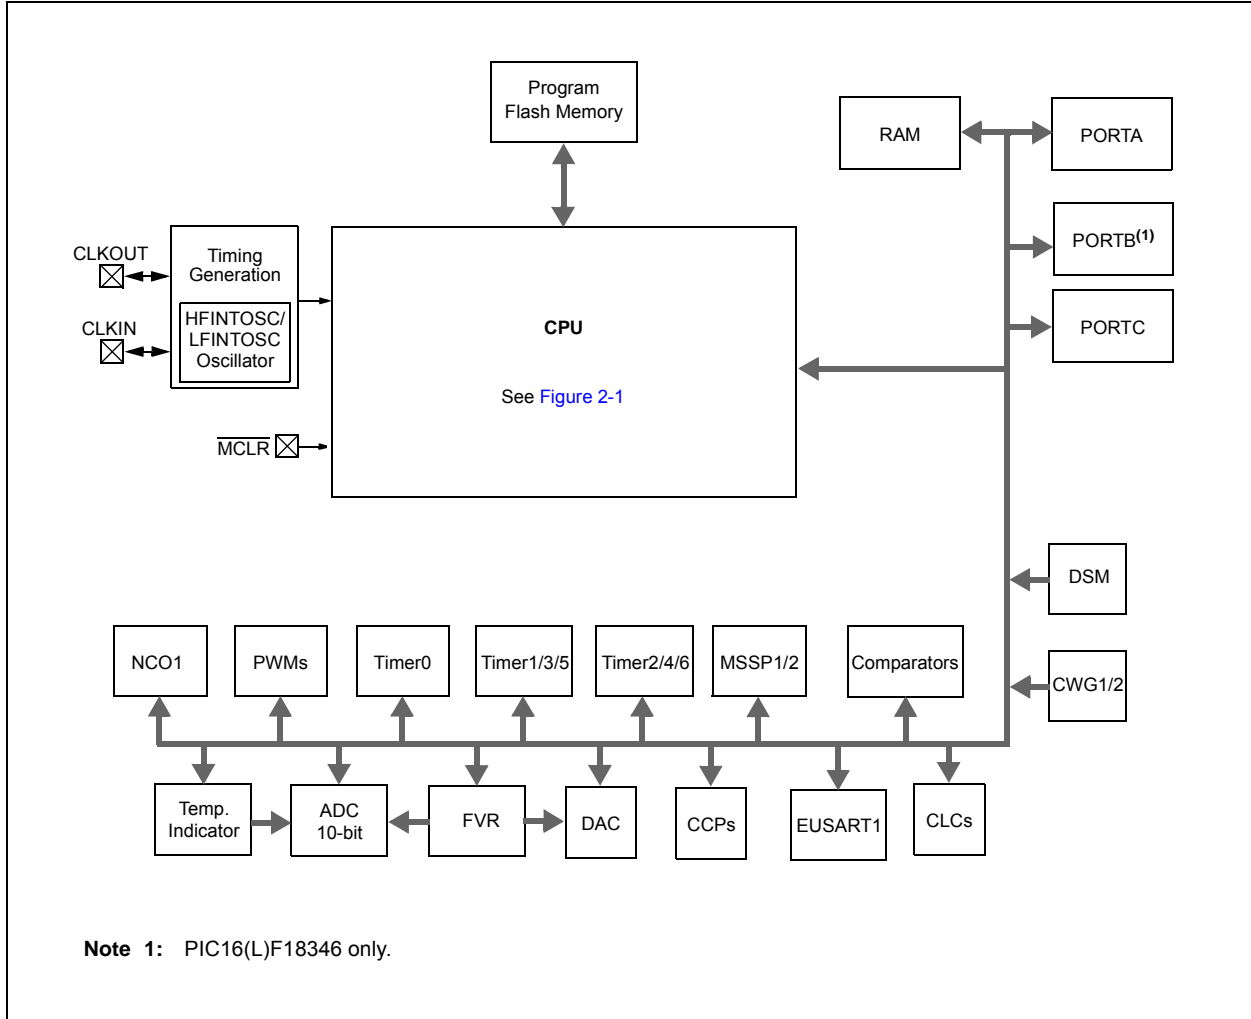 Program
Flash Memory
RAM
PORTA
PORTB(1)
PORTC
CLKOUT
CLKIN
Timing
Generation
HFINTOSC/
LFINTOSC
Oscillator
MCLR
CPU
See Figure 2-1
DSM
CWG1/2
NCO1
PWMs
Timer0
Timer1/3/5
Timer2/4/6
MSSP1/2
Comparators
Temp.
Indicator
ADC
10-bit
FVR
DAC
CCPs
EUSART1
CLCs
Note 1: PIC16(L)F18346 only.